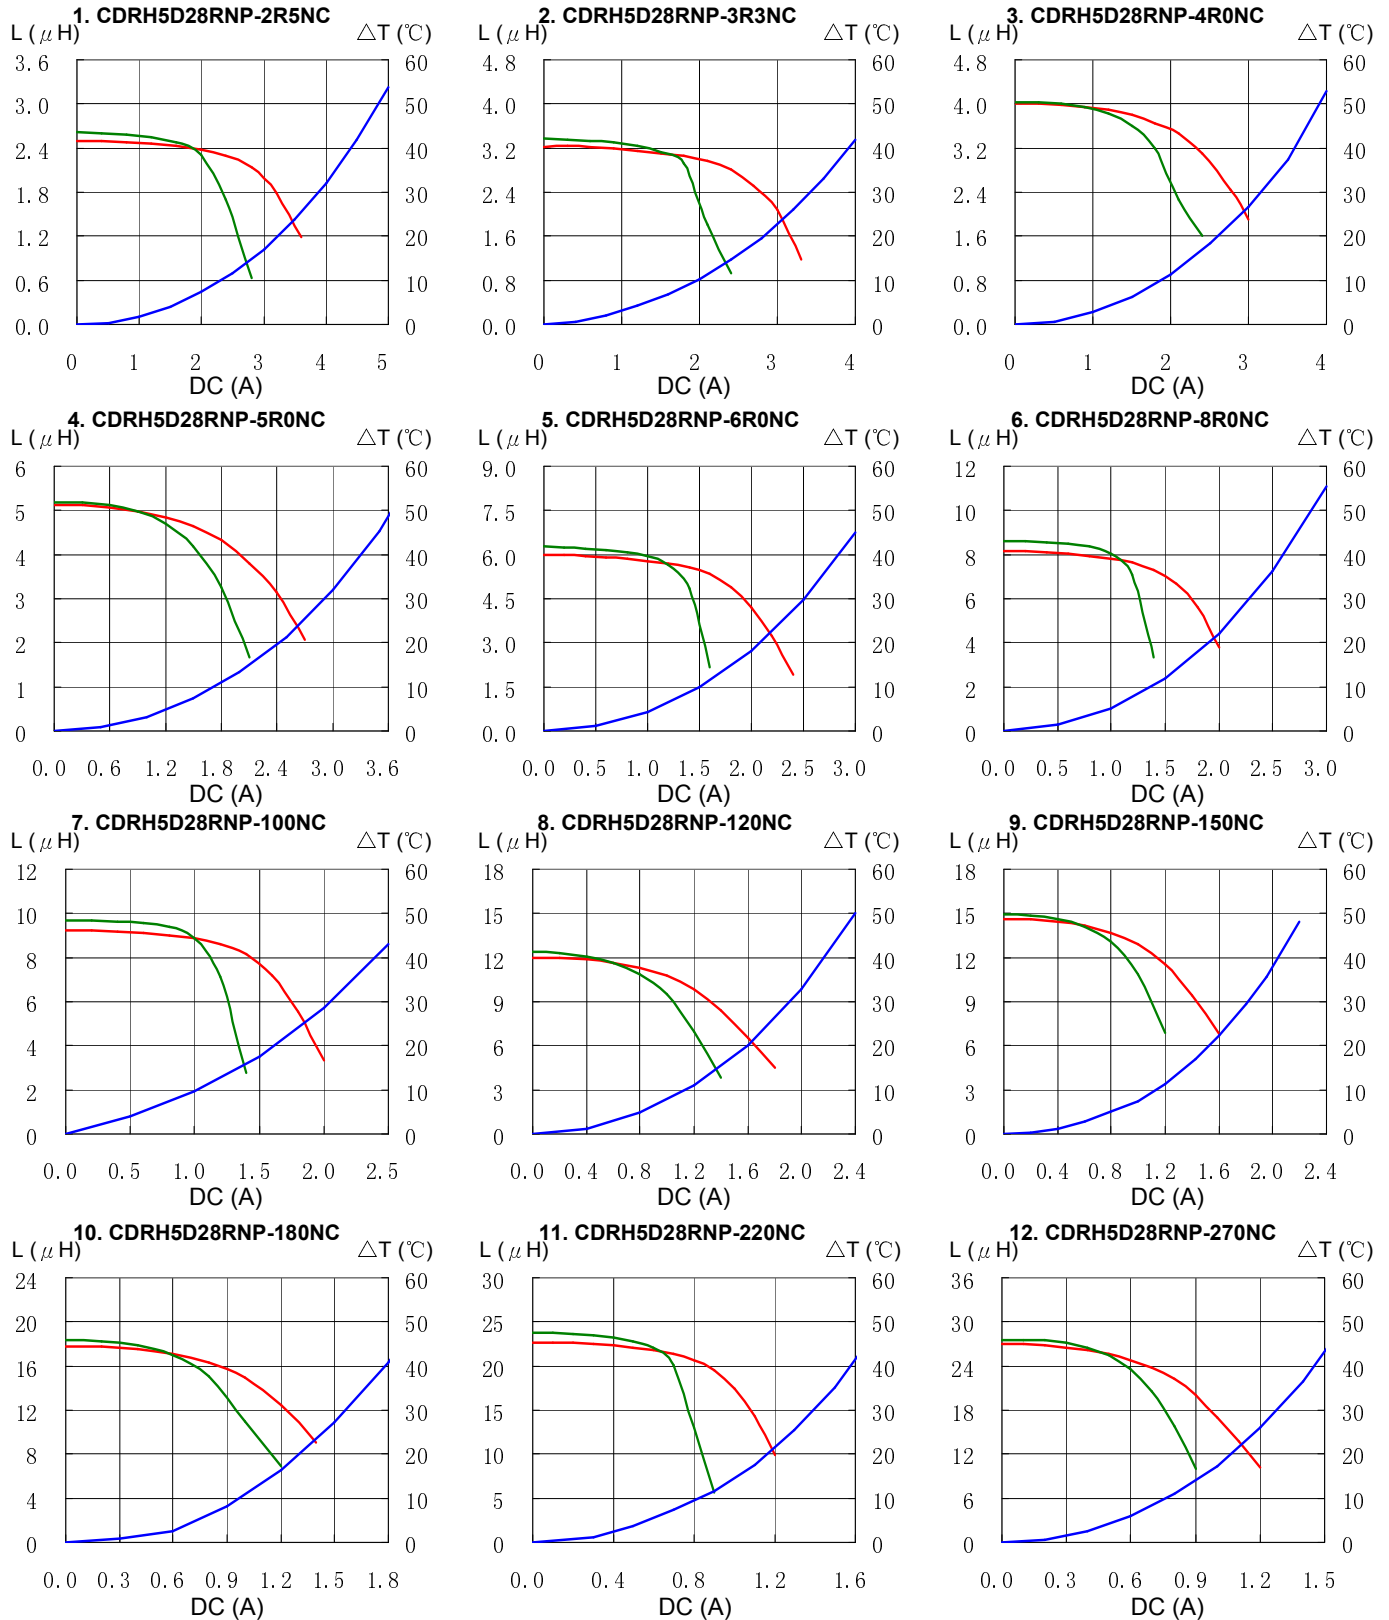 1. CDRH5D28RNP-2R5NC
L (μH) △T (℃)
3.6 60
3.0 50
2.4 40
1.8 30
1.2 20
0.6 10
0.0 0
0 1 2 3 4 5
DC (A)
2. CDRH5D28RNP-3R3NC
L (μH) △T (℃)
4.8 60
4.0 50
3.2 40
2.4 30
1.6 20
0.8 10
0.0 0
0 1 2 3 4
DC (A)
3. CDRH5D28RNP-4R0NC
L (μH) △T (℃)
4.8 60
4.0 50
3.2 40
2.4 30
1.6 20
0.8 10
0.0 0
0 1 2 3 4
DC (A)
4. CDRH5D28RNP-5R0NC
L (μH) △T (℃)
6 60
5 50
4 40
3 30
2 20
1 10
0 0
0.0 0.6 1.2 1.8 2.4 3.0 3.6
DC (A)
5. CDRH5D28RNP-6R0NC
L (μH) △T (℃)
9.0 60
7.5 50
6.0 40
4.5 30
3.0 20
1.5 10
0.0 0
0.0 0.5 1.0 1.5 2.0 2.5 3.0
DC (A)
6. CDRH5D28RNP-8R0NC
L (μH) △T (℃)
12 60
10 50
8 40
6 30
4 20
2 10
0 0
0.0 0.5 1.0 1.5 2.0 2.5 3.0
DC (A)
7. CDRH5D28RNP-100NC
L (μH) △T (℃)
12 60
10 50
8 40
6 30
4 20
2 10
0 0
0.0 0.5 1.0 1.5 2.0 2.5
DC (A)
8. CDRH5D28RNP-120NC
L (μH) △T (℃)
18 60
15 50
12 40
9 30
6 20
3 10
0 0
0.0 0.4 0.8 1.2 1.6 2.0 2.4
DC (A)
9. CDRH5D28RNP-150NC
L (μH) △T (℃)
18 60
15 50
12 40
9 30
6 20
3 10
0 0
0.0 0.4 0.8 1.2 1.6 2.0 2.4
DC (A)
10. CDRH5D28RNP-180NC
L (μH) △T (℃)
24 60
20 50
16 40
12 30
8 20
4 10
0 0
0.0 0.3 0.6 0.9 1.2 1.5 1.8
DC (A)
11. CDRH5D28RNP-220NC
L (μH) △T (℃)
30 60
25 50
20 40
15 30
10 20
5 10
0 0
0.0 0.4 0.8 1.2 1.6
DC (A)
12. CDRH5D28RNP-270NC
L (μH) △T (℃)
36 60
30 50
24 40
18 30
12 20
6 10
0 0
0.0 0.3 0.6 0.9 1.2 1.5
DC (A)